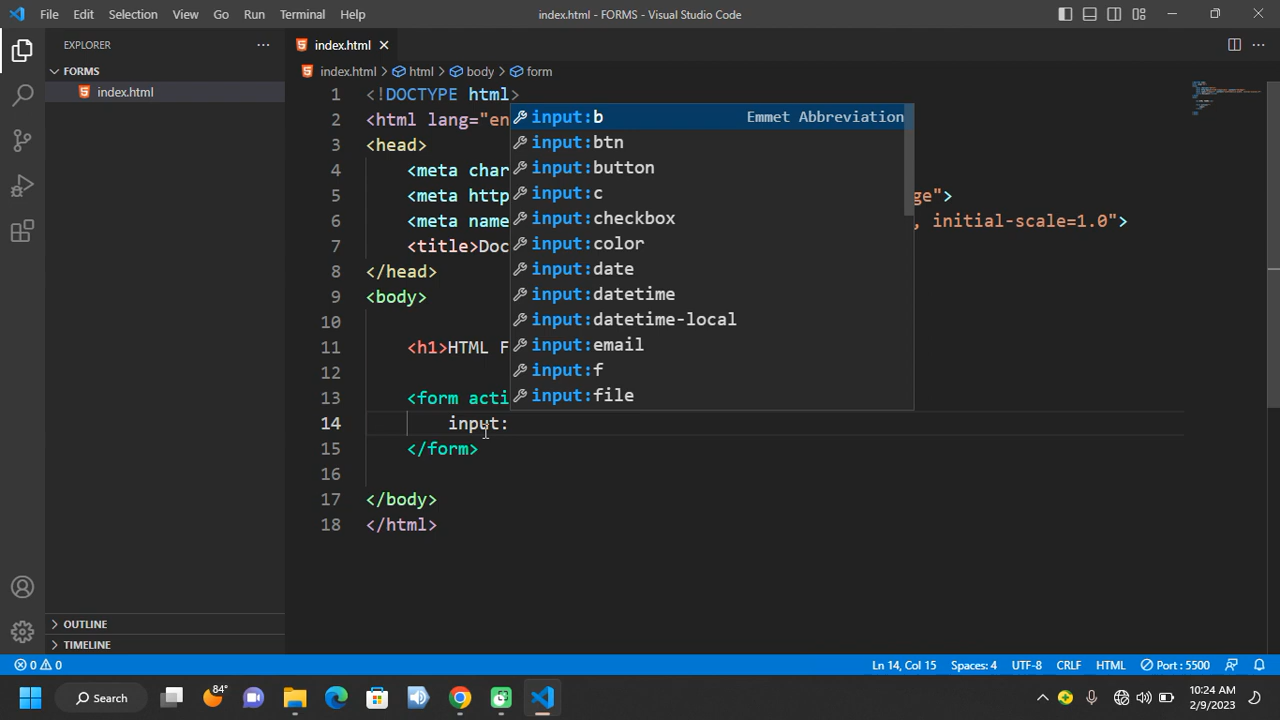 File Edit Selection View Go Run Terminal Help
index.html - FORMS - Visual Studio Code
EXPLORER
index.html
FORMS
index.html
index.html > html > body > form
1 <!DOCTYPE html>
2 <html lang="en
3 <head>
4 <meta char
5 <meta http ge">
6 <meta name , initial-scale=1.0">
7 <title>Doc
8 </head>
9 <body>
10
11 <h1>HTML F
12
13 <form acti
14 input:
15 </form>
16
17 </body>
18 </html>
input:b Emmet Abbreviation
input:btn
input:button
input:c
input:checkbox
input:color
input:date
input:datetime
input:datetime-local
input:email
input:f
input:file
OUTLINE
TIMELINE
0 0
Ln 14, Col 15 Spaces: 4 UTF-8 CRLF HTML Port : 5500
Search
84°
10:24 AM
2/9/2023